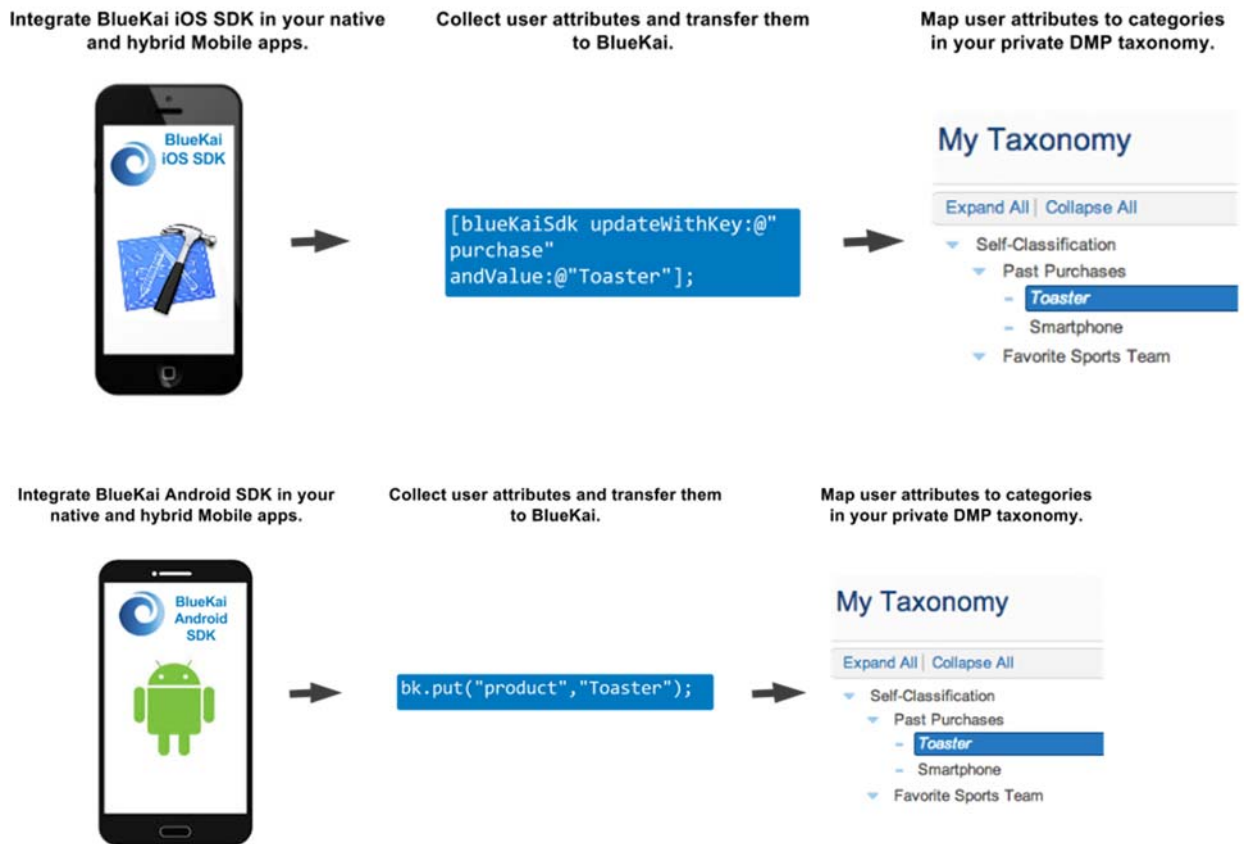 Integrate BlueKai iOS SDK in your native
and hybrid Mobile apps.
Collect user attributes and transfer them
to BlueKai.
Map user attributes to categories
in your private DMP taxonomy.
BlueKai
iOS SDK
[blueKaiSdk updateWithKey:@"
purchase"
andValue:@"Toaster"];
My Taxonomy
Expand All | Collapse All
Self-Classification
Past Purchases
Toaster
Smartphone
Favorite Sports Team
Integrate BlueKai Android SDK in your
native and hybrid Mobile apps.
Collect user attributes and transfer them
to BlueKai.
Map user attributes to categories
in your private DMP taxonomy.
BlueKai
Android
SDK
bk.put("product","Toaster");
My Taxonomy
Expand All | Collapse All
Self-Classification
Past Purchases
Toaster
Smartphone
Favorite Sports Team